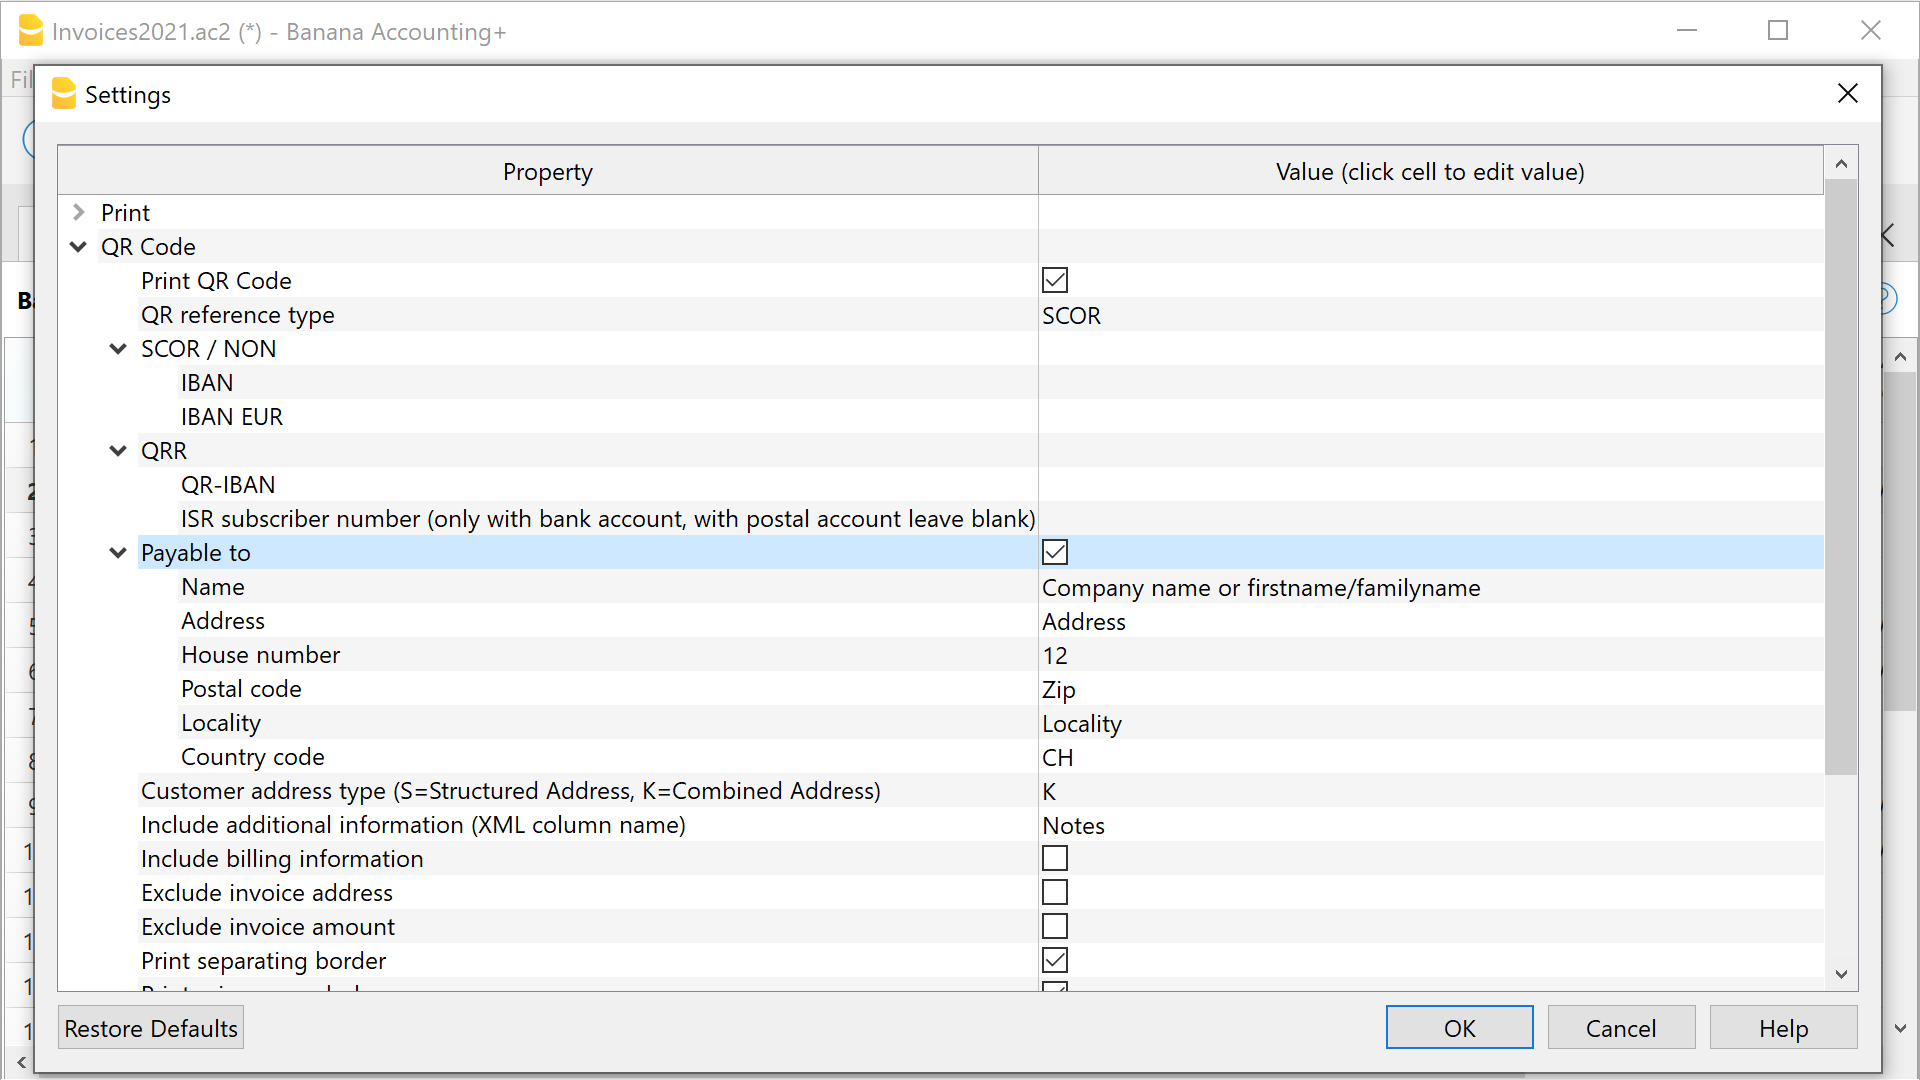 Invoices2021.ac2 (*) - Banana Accounting+
Fil
Settings
Property Value (click cell to edit value)
Print
QR Code
Print QR Code
QR reference type SCOR
SCOR / NON
IBAN
IBAN EUR
QRR
QR-IBAN
ISR subscriber number (only with bank account, with postal account leave blank)
Payable to
Name Company name or firstname/familyname
Address Address
House number 12
Postal code Zip
Locality Locality
Country code CH
Customer address type (S=Structured Address, K=Combined Address) K
Include additional information (XML column name) Notes
Include billing information
Exclude invoice address
Exclude invoice amount
Print separating border
Restore Defaults OK Cancel Help